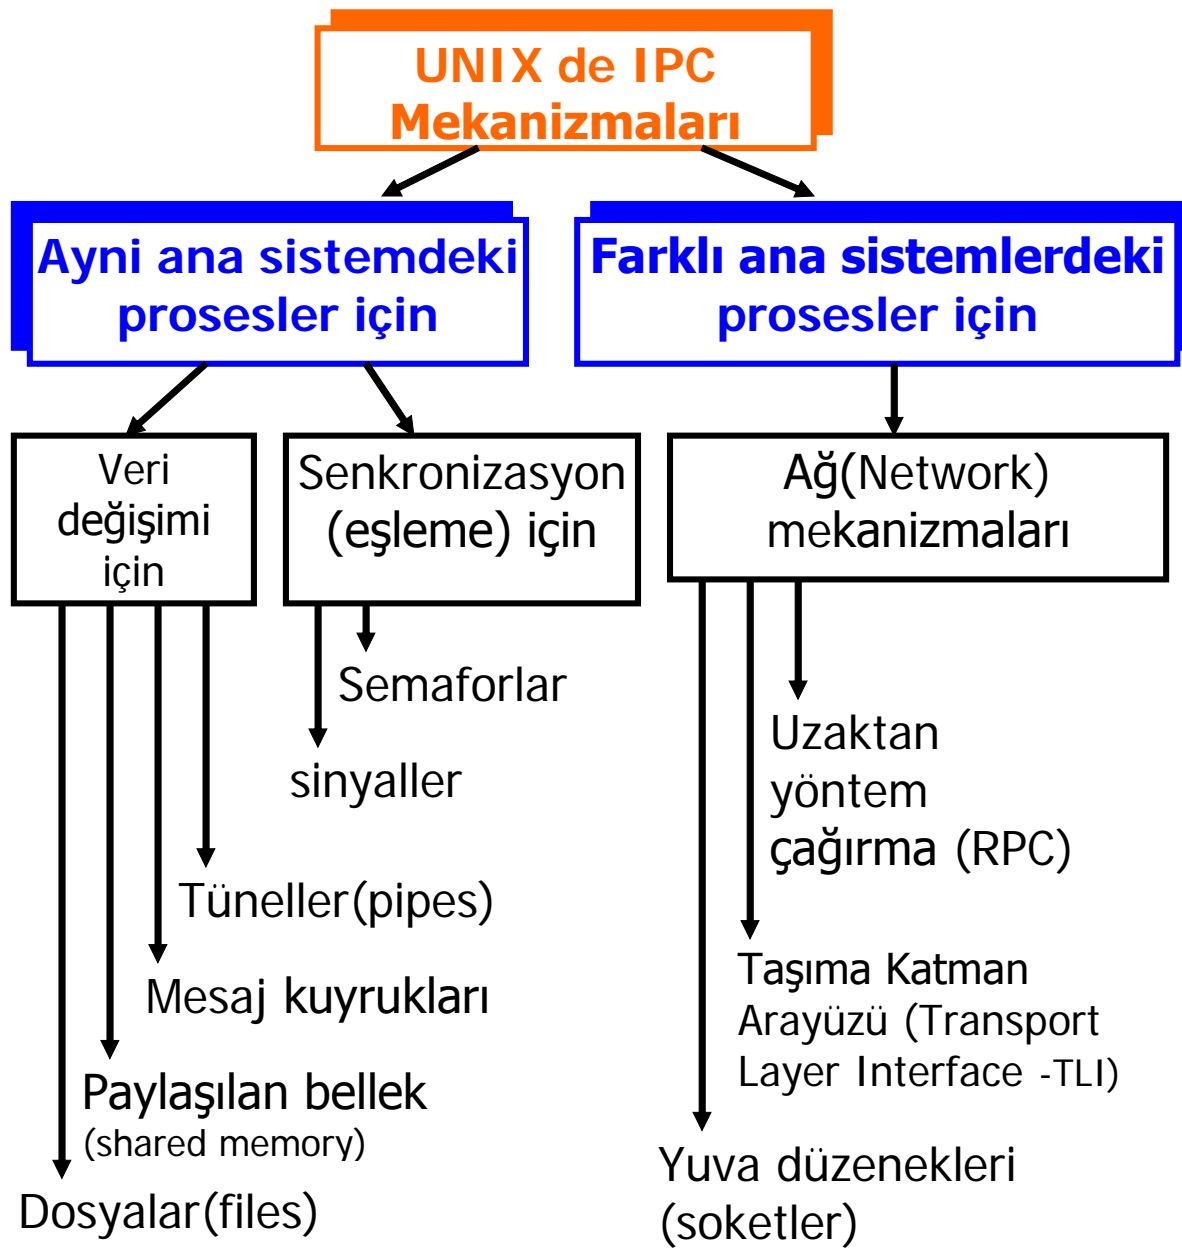 UNIX de IPC
Mekanizmaları
Ayni ana sistemdeki
prosesler için
Farklı ana sistemlerdeki
prosesler için
Veri
değişimi
için
Senkronizasyon
(eşleme) için
Ağ(Network)
mekanizmaları
Semaforlar
sinyaller
Tüneller(pipes)
Mesaj kuyrukları
Paylaşılan bellek
(shared memory)
Dosyalar(files)
Uzaktan
yöntem
çağırma (RPC)
Taşıma Katman
Arayüzü (Transport
Layer Interface -TLI)
Yuva düzenekleri
(soketler)